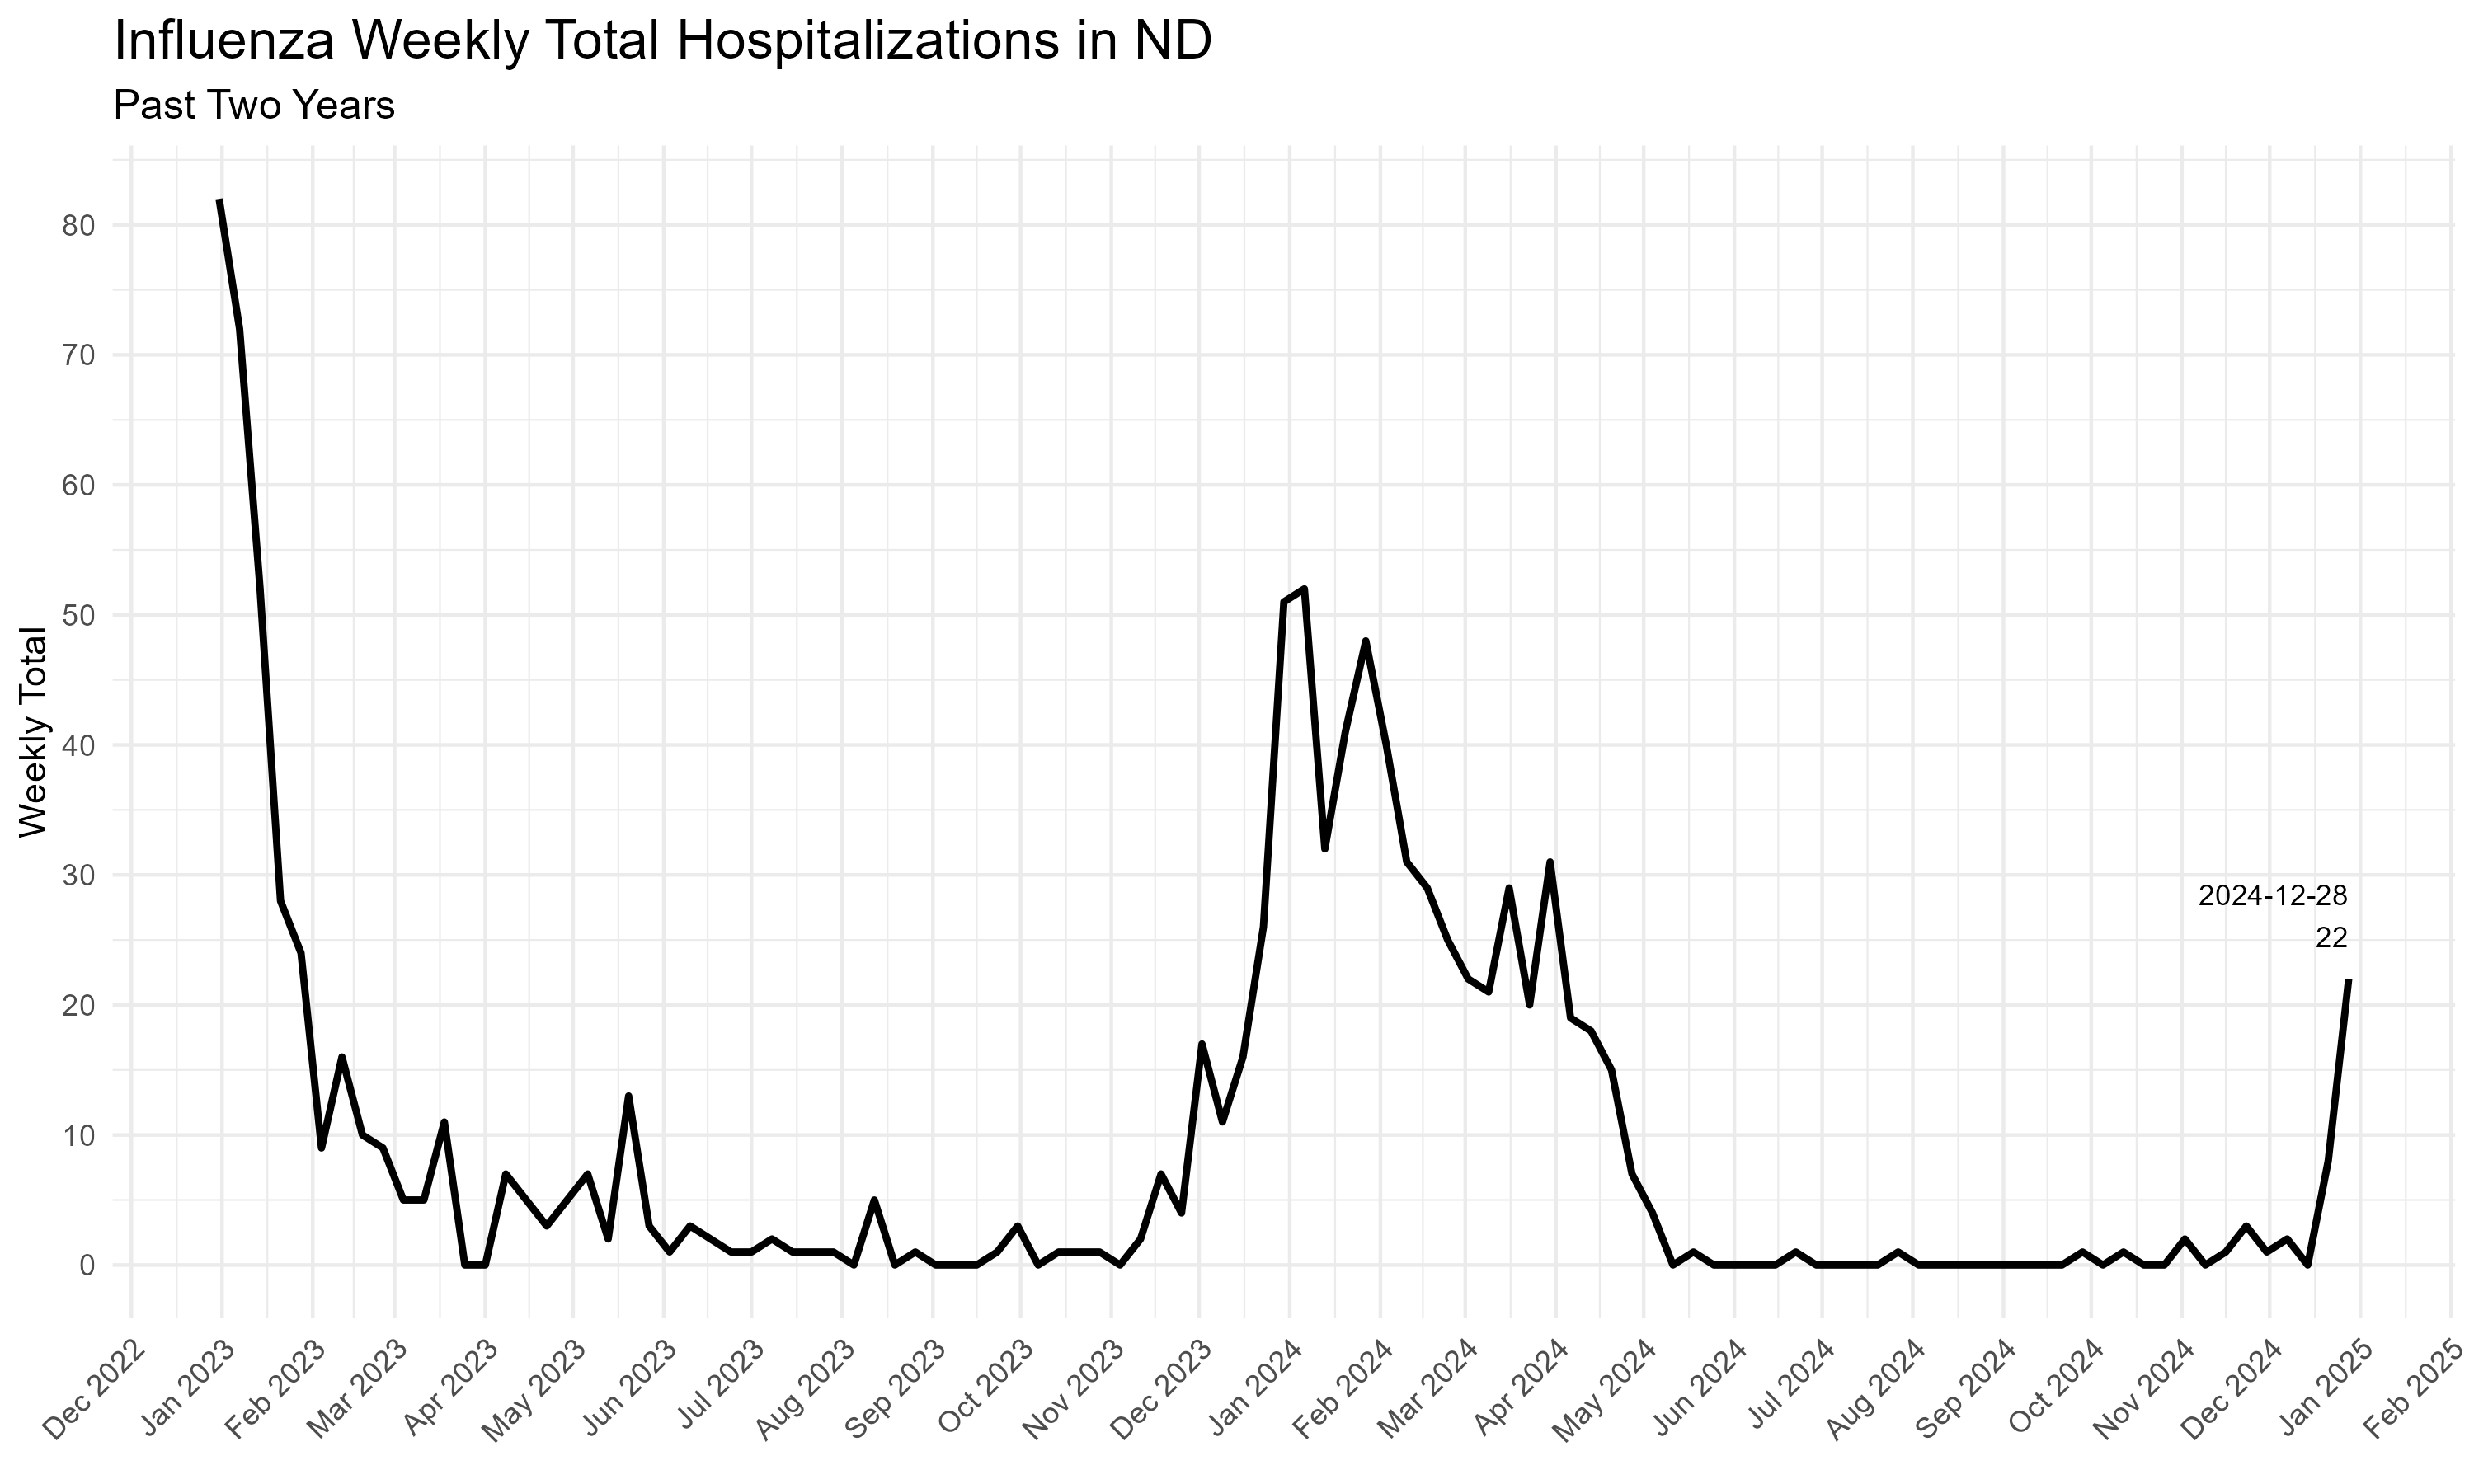 Influenza Weekly Total Hospitalizations in ND
Past Two Years
Weekly Total
80
70
60
50
40
30
20
10
0
2024-12-28
22
Dec 2022
Jan 2023
Feb 2023
Mar 2023
Apr 2023
May 2023
Jun 2023
Jul 2023
Aug 2023
Sep 2023
Oct 2023
Nov 2023
Dec 2023
Jan 2024
Feb 2024
Mar 2024
Apr 2024
May 2024
Jun 2024
Jul 2024
Aug 2024
Sep 2024
Oct 2024
Nov 2024
Dec 2024
Jan 2025
Feb 2025